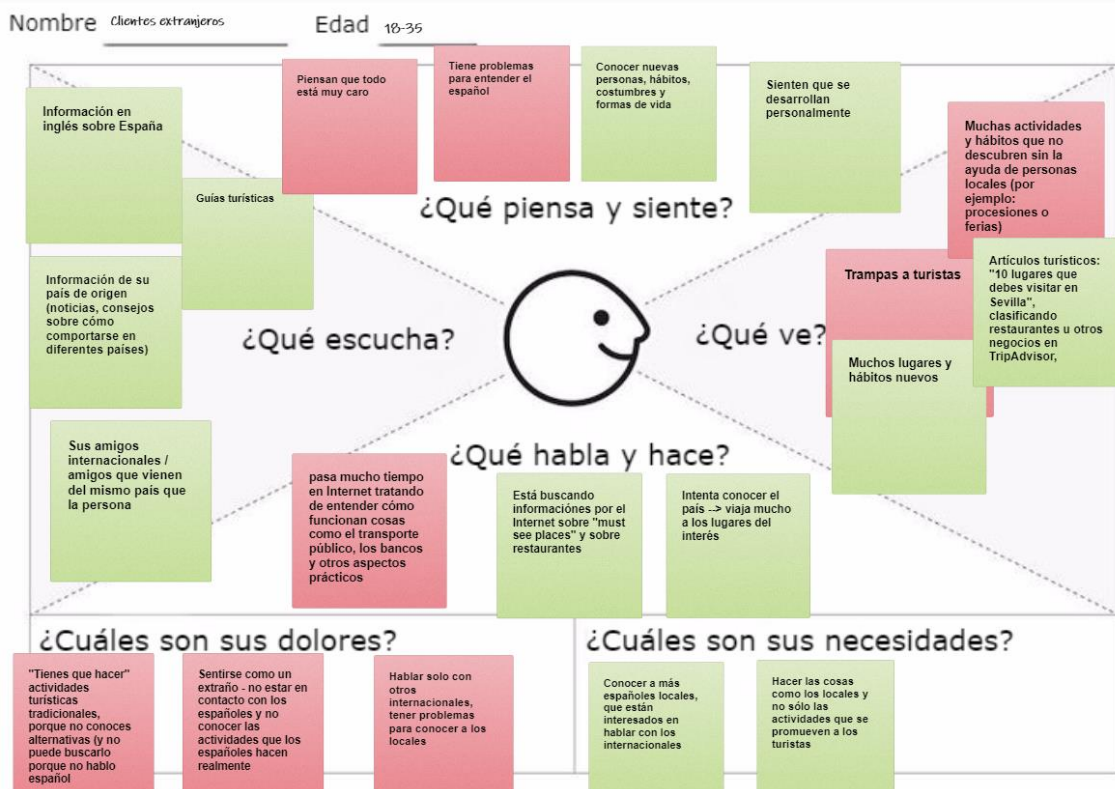 Nombre Clientes extranjeros Edad 18-35
Piensan que todo
está muy caro
Tiene problemas
para entender el
español
Conocer nuevas
personas, hábitos,
costumbres y
formas de vida
Sienten que se
desarrollan
personalmente
¿Qué piensa y siente?
Información en
inglés sobre España
Guías turísticas
Información de su
país de origen
(noticias, consejos
sobre cómo
comportarse en
diferentes países)
Sus amigos
internacionales /
amigos que vienen
del mismo país que
la persona
¿Qué escucha?
¿Qué ve?
Muchas actividades
y hábitos que no
descubren sin la
ayuda de personas
locales (por
ejemplo:
procesiones o
ferias)
Trampas a turistas
Artículos turísticos:
"10 lugares que
debes visitar en
Sevilla",
clasificando
restaurantes u otros
negocios en
TripAdvisor,
Muchos lugares y
hábitos nuevos
¿Qué habla y hace?
pasa mucho tiempo
en Internet tratando
de entender cómo
funcionan cosas
como el transporte
público, los bancos
y otros aspectos
prácticos
Está buscando
informaciónes por el
Internet sobre "must
see places" y sobre
restaurantes
Intenta conocer el
país --> viaja mucho
a los lugares del
interés
¿Cuáles son sus dolores?
"Tienes que hacer"
actividades
turísticas
tradicionales,
porque no conoces
alternativas (y no
puede buscarlo
porque no hablo
español
Sentirse como un
extraño - no estar en
contacto con los
españoles y no
conocer las
actividades que los
españoles hacen
realmente
Hablar solo con
otros
internacionales,
tener problemas
para conocer a los
locales
¿Cuáles son sus necesidades?
Conocer a más
españoles locales,
que están
interesados en
hablar con los
internacionales
Hacer las cosas
como los locales y
no sólo las
actividades que se
promueven a los
turistas